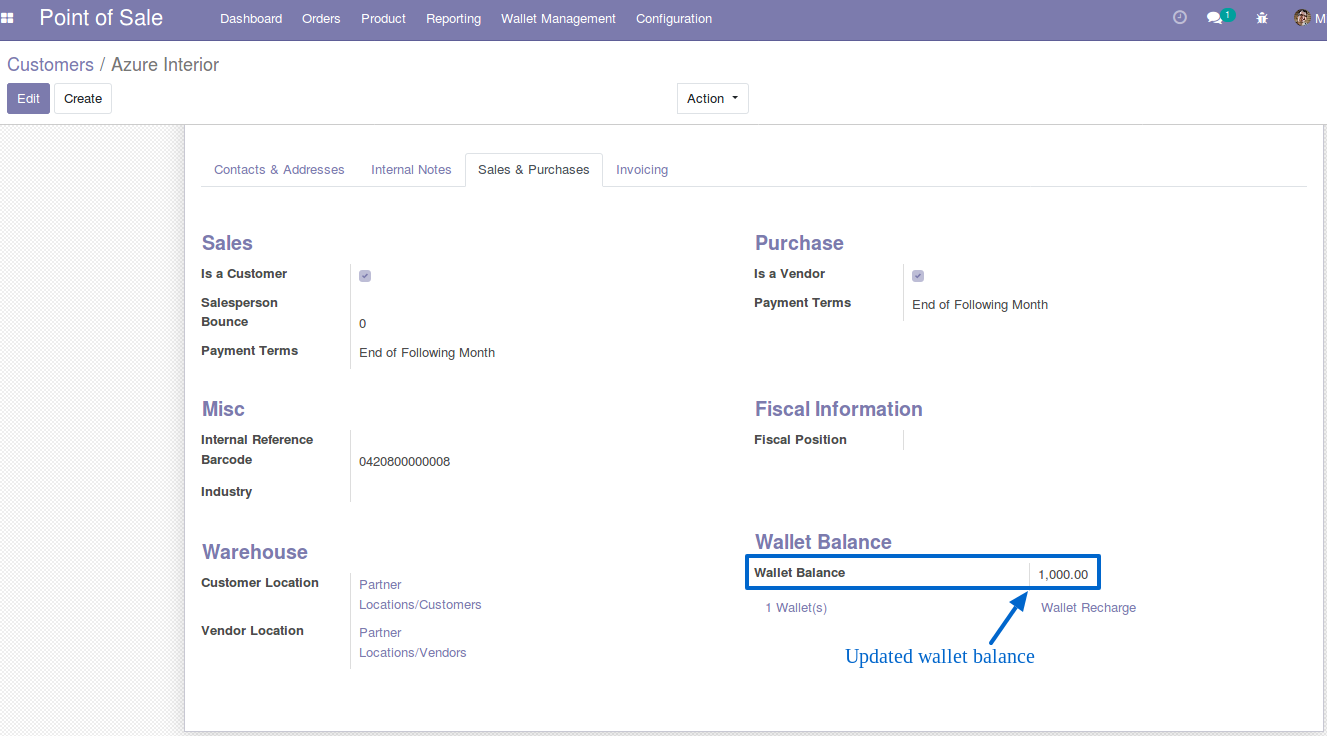 Point of Sale
Dashboard Orders Product Reporting Wallet Management Configuration
1
M
Customers / Azure Interior
Edit Create
Action
Contacts & Addresses Internal Notes Sales & Purchases Invoicing
Sales
Is a Customer
Salesperson
Bounce 0
Payment Terms End of Following Month
Purchase
Is a Vendor
Payment Terms End of Following Month
Misc
Internal Reference
Barcode 0420800000008
Industry
Fiscal Information
Fiscal Position
Warehouse
Customer Location Partner
Locations/Customers
Vendor Location Partner
Locations/Vendors
Wallet Balance
Wallet Balance 1,000.00
1 Wallet(s) Wallet Recharge
Updated wallet balance